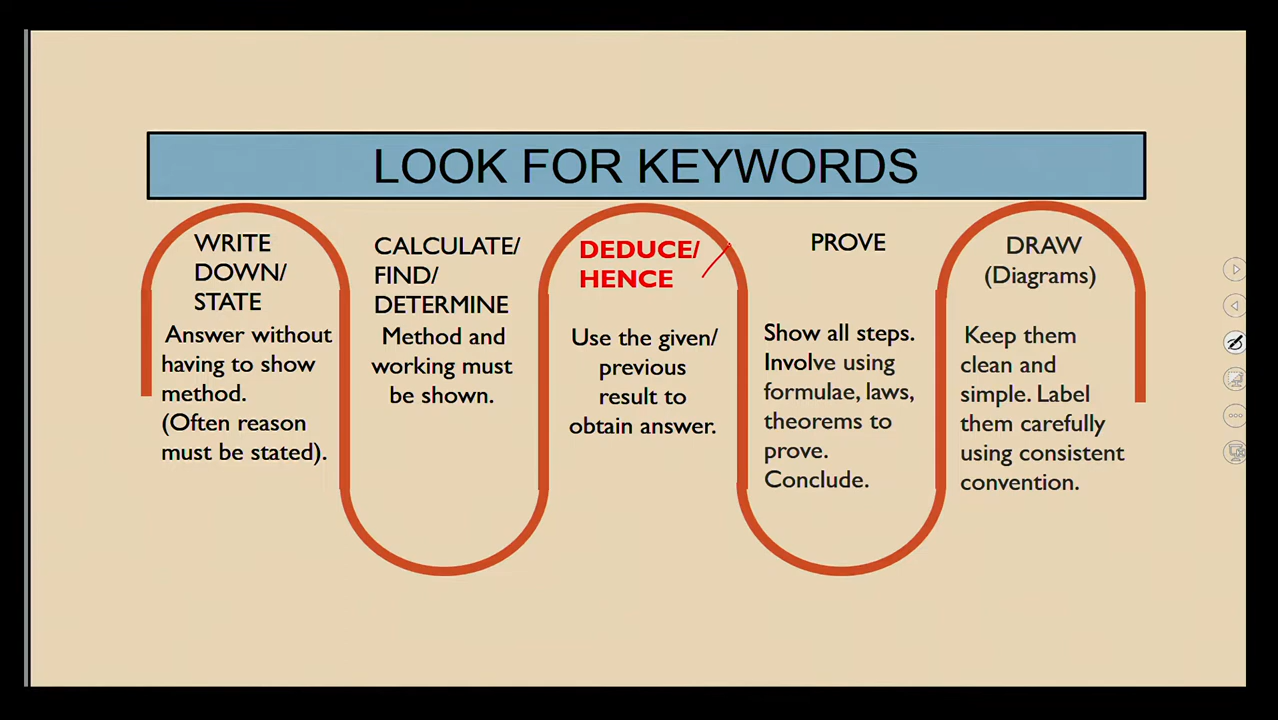 LOOK FOR KEYWORDS
WRITE
DOWN/
STATE
Answer without
having to show
method.
(Often reason
must be stated).
CALCULATE/
FIND/
DETERMINE
Method and
working must
be shown.
DEDUCE/
HENCE
Use the given/
previous
result to
obtain answer.
PROVE
Show all steps.
Involve using
formulae, laws,
theorems to
prove.
Conclude.
DRAW
(Diagrams)
Keep them
clean and
simple. Label
them carefully
using consistent
convention.